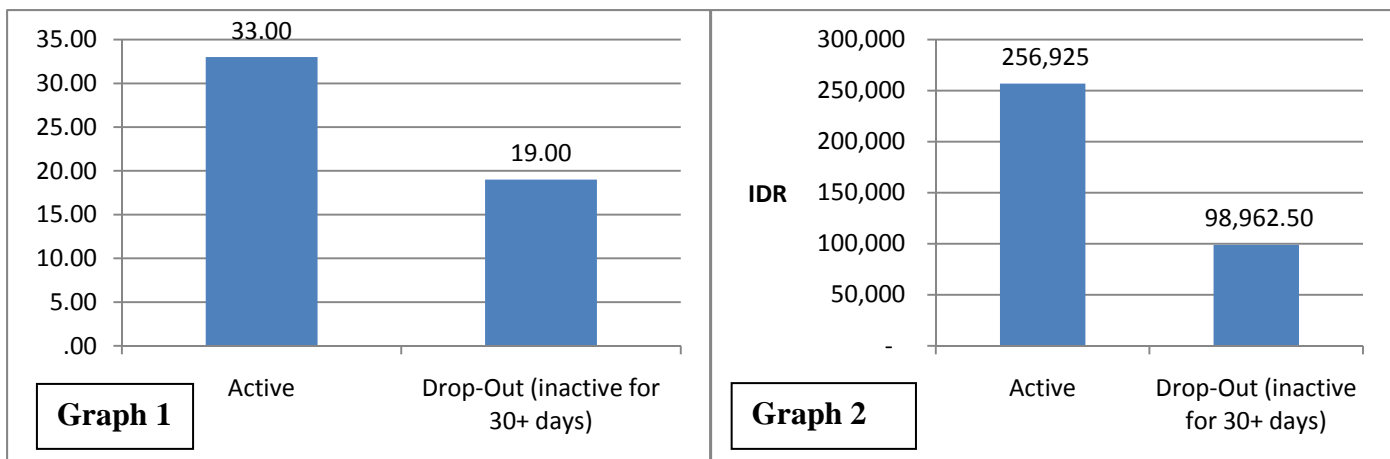 35.00
30.00
25.00
20.00
15.00
10.00
5.00
.00
33.00
19.00
Active
Drop-Out (inactive for
30+ days)
Graph 1
300,000
250,000
200,000
150,000
100,000
50,000
-
IDR
256,925
98,962.50
Active
Drop-Out (inactive
for 30+ days)
Graph 2